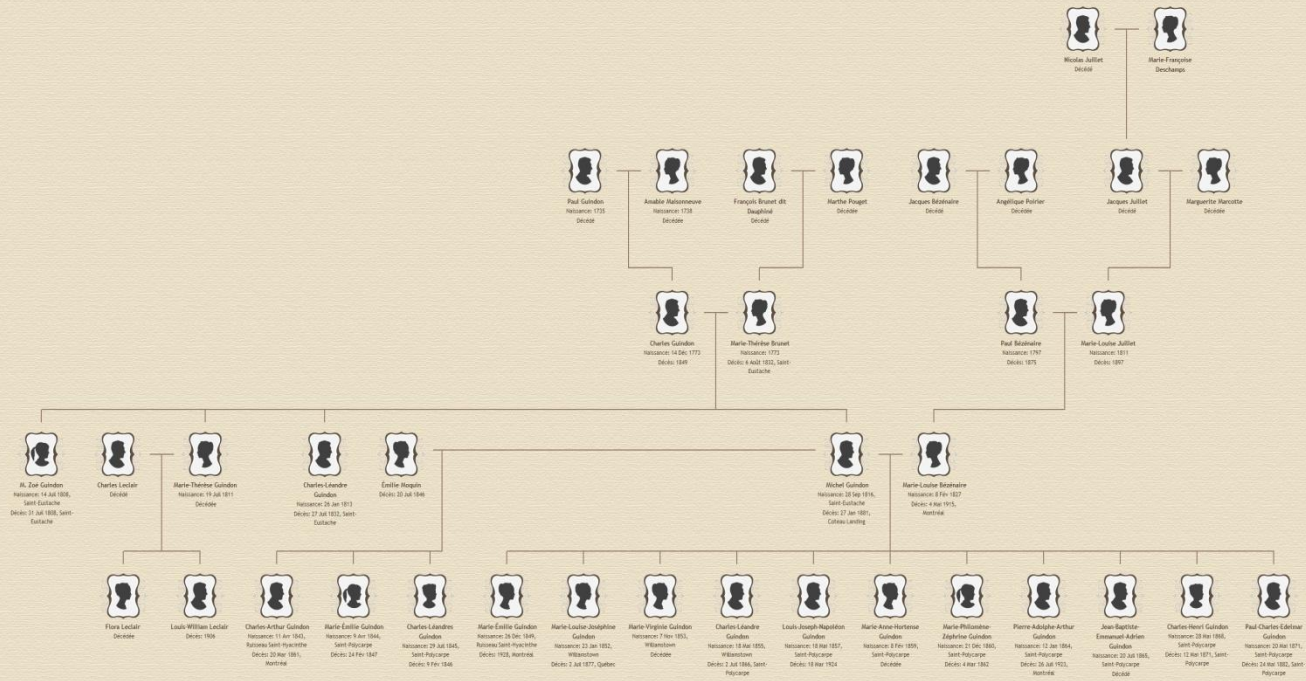 Nicolas Juillet
Décédé
Marie-Françoise
Deschamps
Paul Guindon
Naissance: 1735
Décédé
Amable Maisonneuve
Naissance: 1738
Décédée
François Brunet dit
Dauphiné
Décédé
Marthe Pouget
Décédée
Jacques Bézénaire
Décédé
Angélique Poirier
Décédée
Jacques Juillet
Décédé
Marguerite Marcotte
Décédée
Charles Guindon
Naissance: 14 Déc 1773
Décès: 1849
Marie-Thérèse Brunet
Naissance: 1773
Décès: 6 Août 1832, Saint-
Eustache
Paul Bézénaire
Naissance: 1797
Décès: 1875
Marie-Louise Juillet
Naissance: 1811
Décès: 1897
M. Zoé Guindon
Naissance: 14 Juil 1808,
Saint-Eustache
Décès: 31 Juil 1808, Saint-
Eustache
Charles Leclair
Décédé
Marie-Thérèse Guindon
Naissance: 19 Juil 1811
Décédée
Charles-Léandre
Guindon
Naissance: 26 Jan 1813
Décès: 27 Juil 1832, Saint-
Eustache
Émilie Moquin
Décès: 20 Juil 1846
Michel Guindon
Naissance: 28 Sep 1816,
Saint-Eustache
Décès: 27 Jan 1881,
Coteau Landing
Marie-Louise Bézénaire
Naissance: 8 Fév 1827
Décès: 4 Mai 1915,
Montréal
Flora Leclair
Décédée
Louis-William Leclair
Décès: 1906
Charles-Arthur Guindon
Naissance: 11 Avr 1843,
Ruisseau Saint-Hyacinthe
Décès: 20 Mar 1861,
Montréal
Marie-Émilie Guindon
Naissance: 9 Avr 1844,
Saint-Polycarpe
Décès: 24 Fév 1847
Charles-Léandres
Guindon
Naissance: 29 Juil 1845,
Saint-Polycarpe
Décès: 9 Fév 1846
Marie-Émilie Guindon
Naissance: 26 Déc 1849,
Ruisseau Saint-Hyacinthe
Décès: 1928, Montréal
Marie-Louise-Joséphine
Guindon
Naissance: 23 Jan 1852,
Williamstown
Décès: 2 Juil 1877, Québec
Marie-Virginie Guindon
Naissance: 7 Nov 1853,
Williamstown
Décédée
Charles-Léandre
Guindon
Naissance: 18 Mar 1855,
Williamstown
Décès: 2 Juil 1866, Saint-
Polycarpe
Louis-Joseph-Napoléon
Guindon
Naissance: 18 Mai 1857,
Saint-Polycarpe
Décès: 18 Mar 1924
Marie-Anne-Hortense
Guindon
Naissance: 8 Fév 1859,
Saint-Polycarpe
Décédée
Marie-Philomène-
Zéphrine Guindon
Naissance: 21 Déc 1860,
Saint-Polycarpe
Décès: 4 Mar 1862
Pierre-Adolphe-Arthur
Guindon
Naissance: 12 Jan 1864,
Saint-Polycarpe
Décès: 26 Juil 1923,
Montréal
Jean-Baptiste-
Emmanuel-Adrien
Guindon
Naissance: 20 Juil 1865,
Saint-Polycarpe
Décédé
Charles-Henri Guindon
Naissance: 28 Mai 1868,
Saint-Polycarpe
Décès: 12 Mai 1871, Saint-
Polycarpe
Paul-Charles-Edelmar
Guindon
Naissance: 20 Mai 1871,
Saint-Polycarpe
Décès: 24 Mai 1882, Saint-
Polycarpe